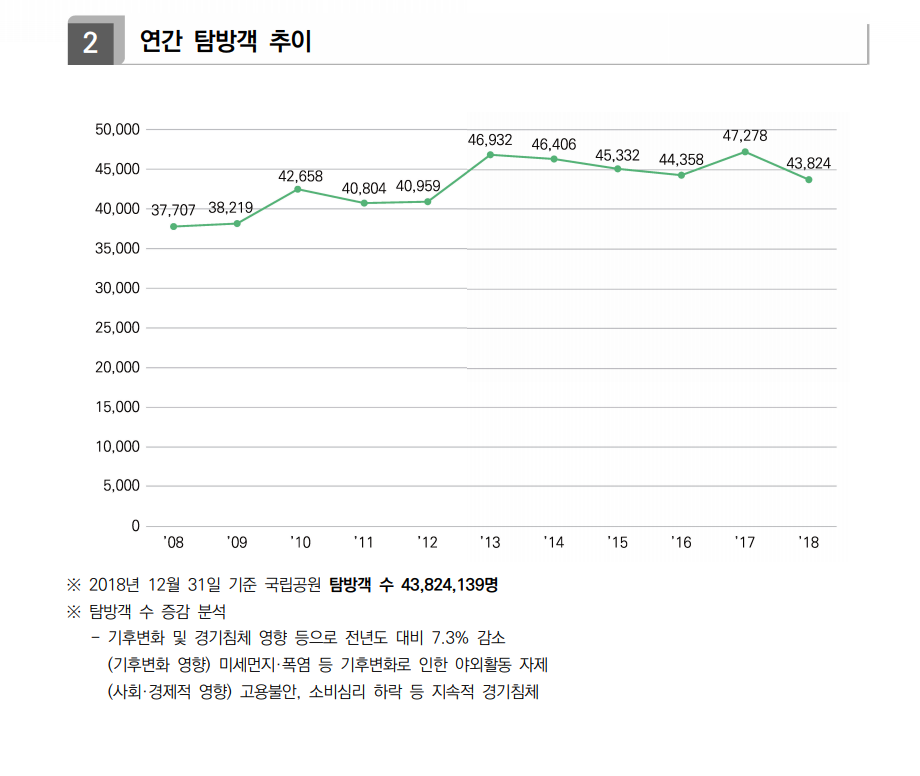 2 연간 탐방객 추이
50,000
45,000
40,000
35,000
30,000
25,000
20,000
15,000
10,000
5,000
0
37,707 38,219 42,658 40,804 40,959 46,932 46,406 45,332 44,358 47,278 43,824
’08 ’09 ’10 ’11 ’12 ’13 ’14 ’15 ’16 ’17 ’18
※ 2018년 12월 31일 기준 국립공원 탐방객 수 43,824,139명
※ 탐방객 수 증감 분석
- 기후변화 및 경기침체 영향 등으로 전년도 대비 7.3% 감소
(기후변화 영향) 미세먼지·폭염 등 기후변화로 인한 야외활동 자제
(사회·경제적 영향) 고용불안, 소비심리 하락 등 지속적 경기침체